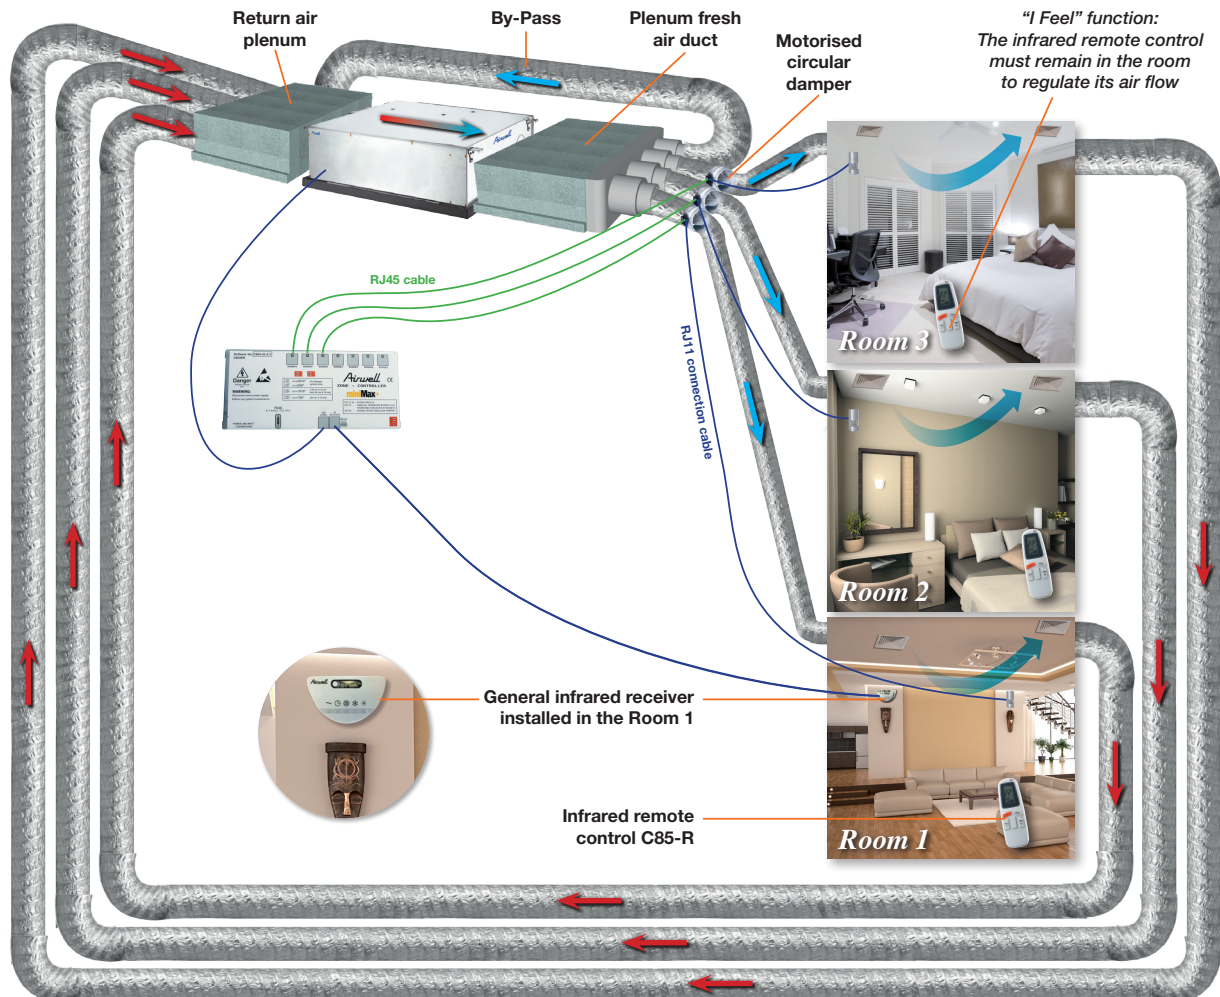 Return air
plenum
By-Pass
Plenum fresh
air duct
Motorised
circular
damper
“I Feel” function:
The infrared remote control
must remain in the room
to regulate its air flow
Airwell
Airwell
RJ45 cable
RJ11 connection cable
Room 3
Danger
WARNING:
Airwell
ZONE - CONTROLLER
miniMax+
Room 2
Airwell
General infrared receiver
installed in the Room 1
Infrared remote
control C85-R
Room 1